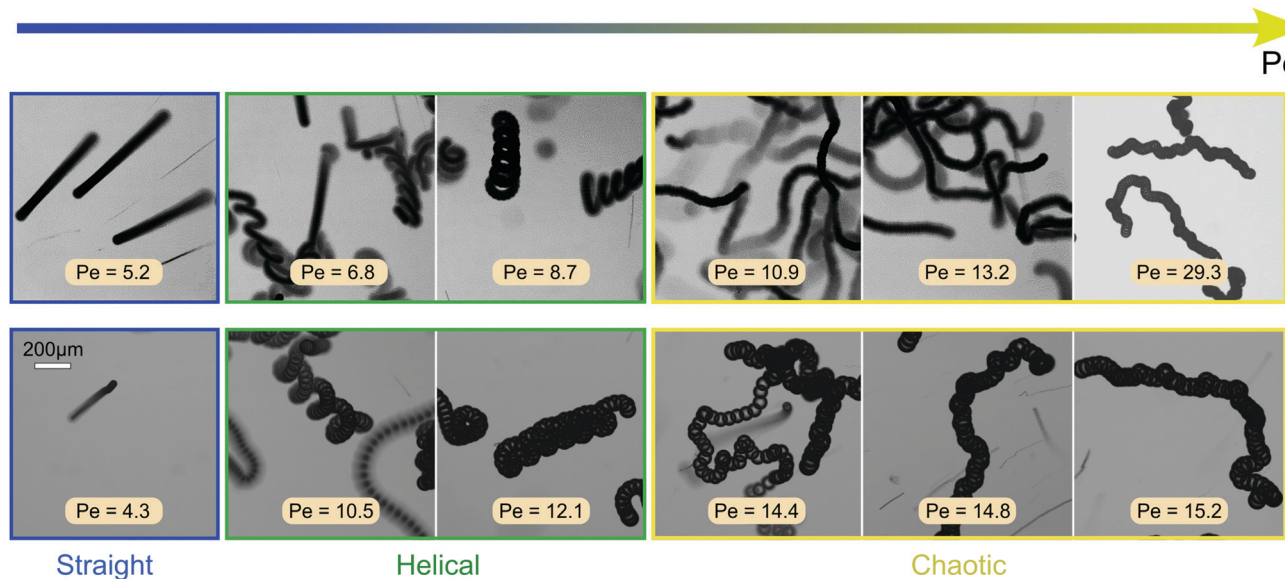 Pe
Pe = 5.2
Pe = 6.8
Pe = 8.7
Pe = 10.9
Pe = 13.2
Pe = 29.3
200μm
Pe = 4.3
Pe = 10.5
Pe = 12.1
Pe = 14.4
Pe = 14.8
Pe = 15.2
Straight
Helical
Chaotic